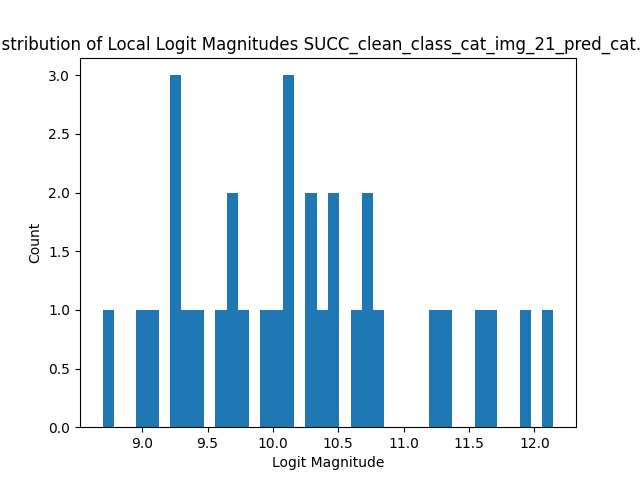 stribution of Local Logit Magnitudes SUCC_clean_class_cat_img_21_pred_cat.
3.0
2.5
2.0
1.5
1.0
0.5
0.0
Count
9.0 9.5 10.0 10.5 11.0 11.5 12.0
Logit Magnitude